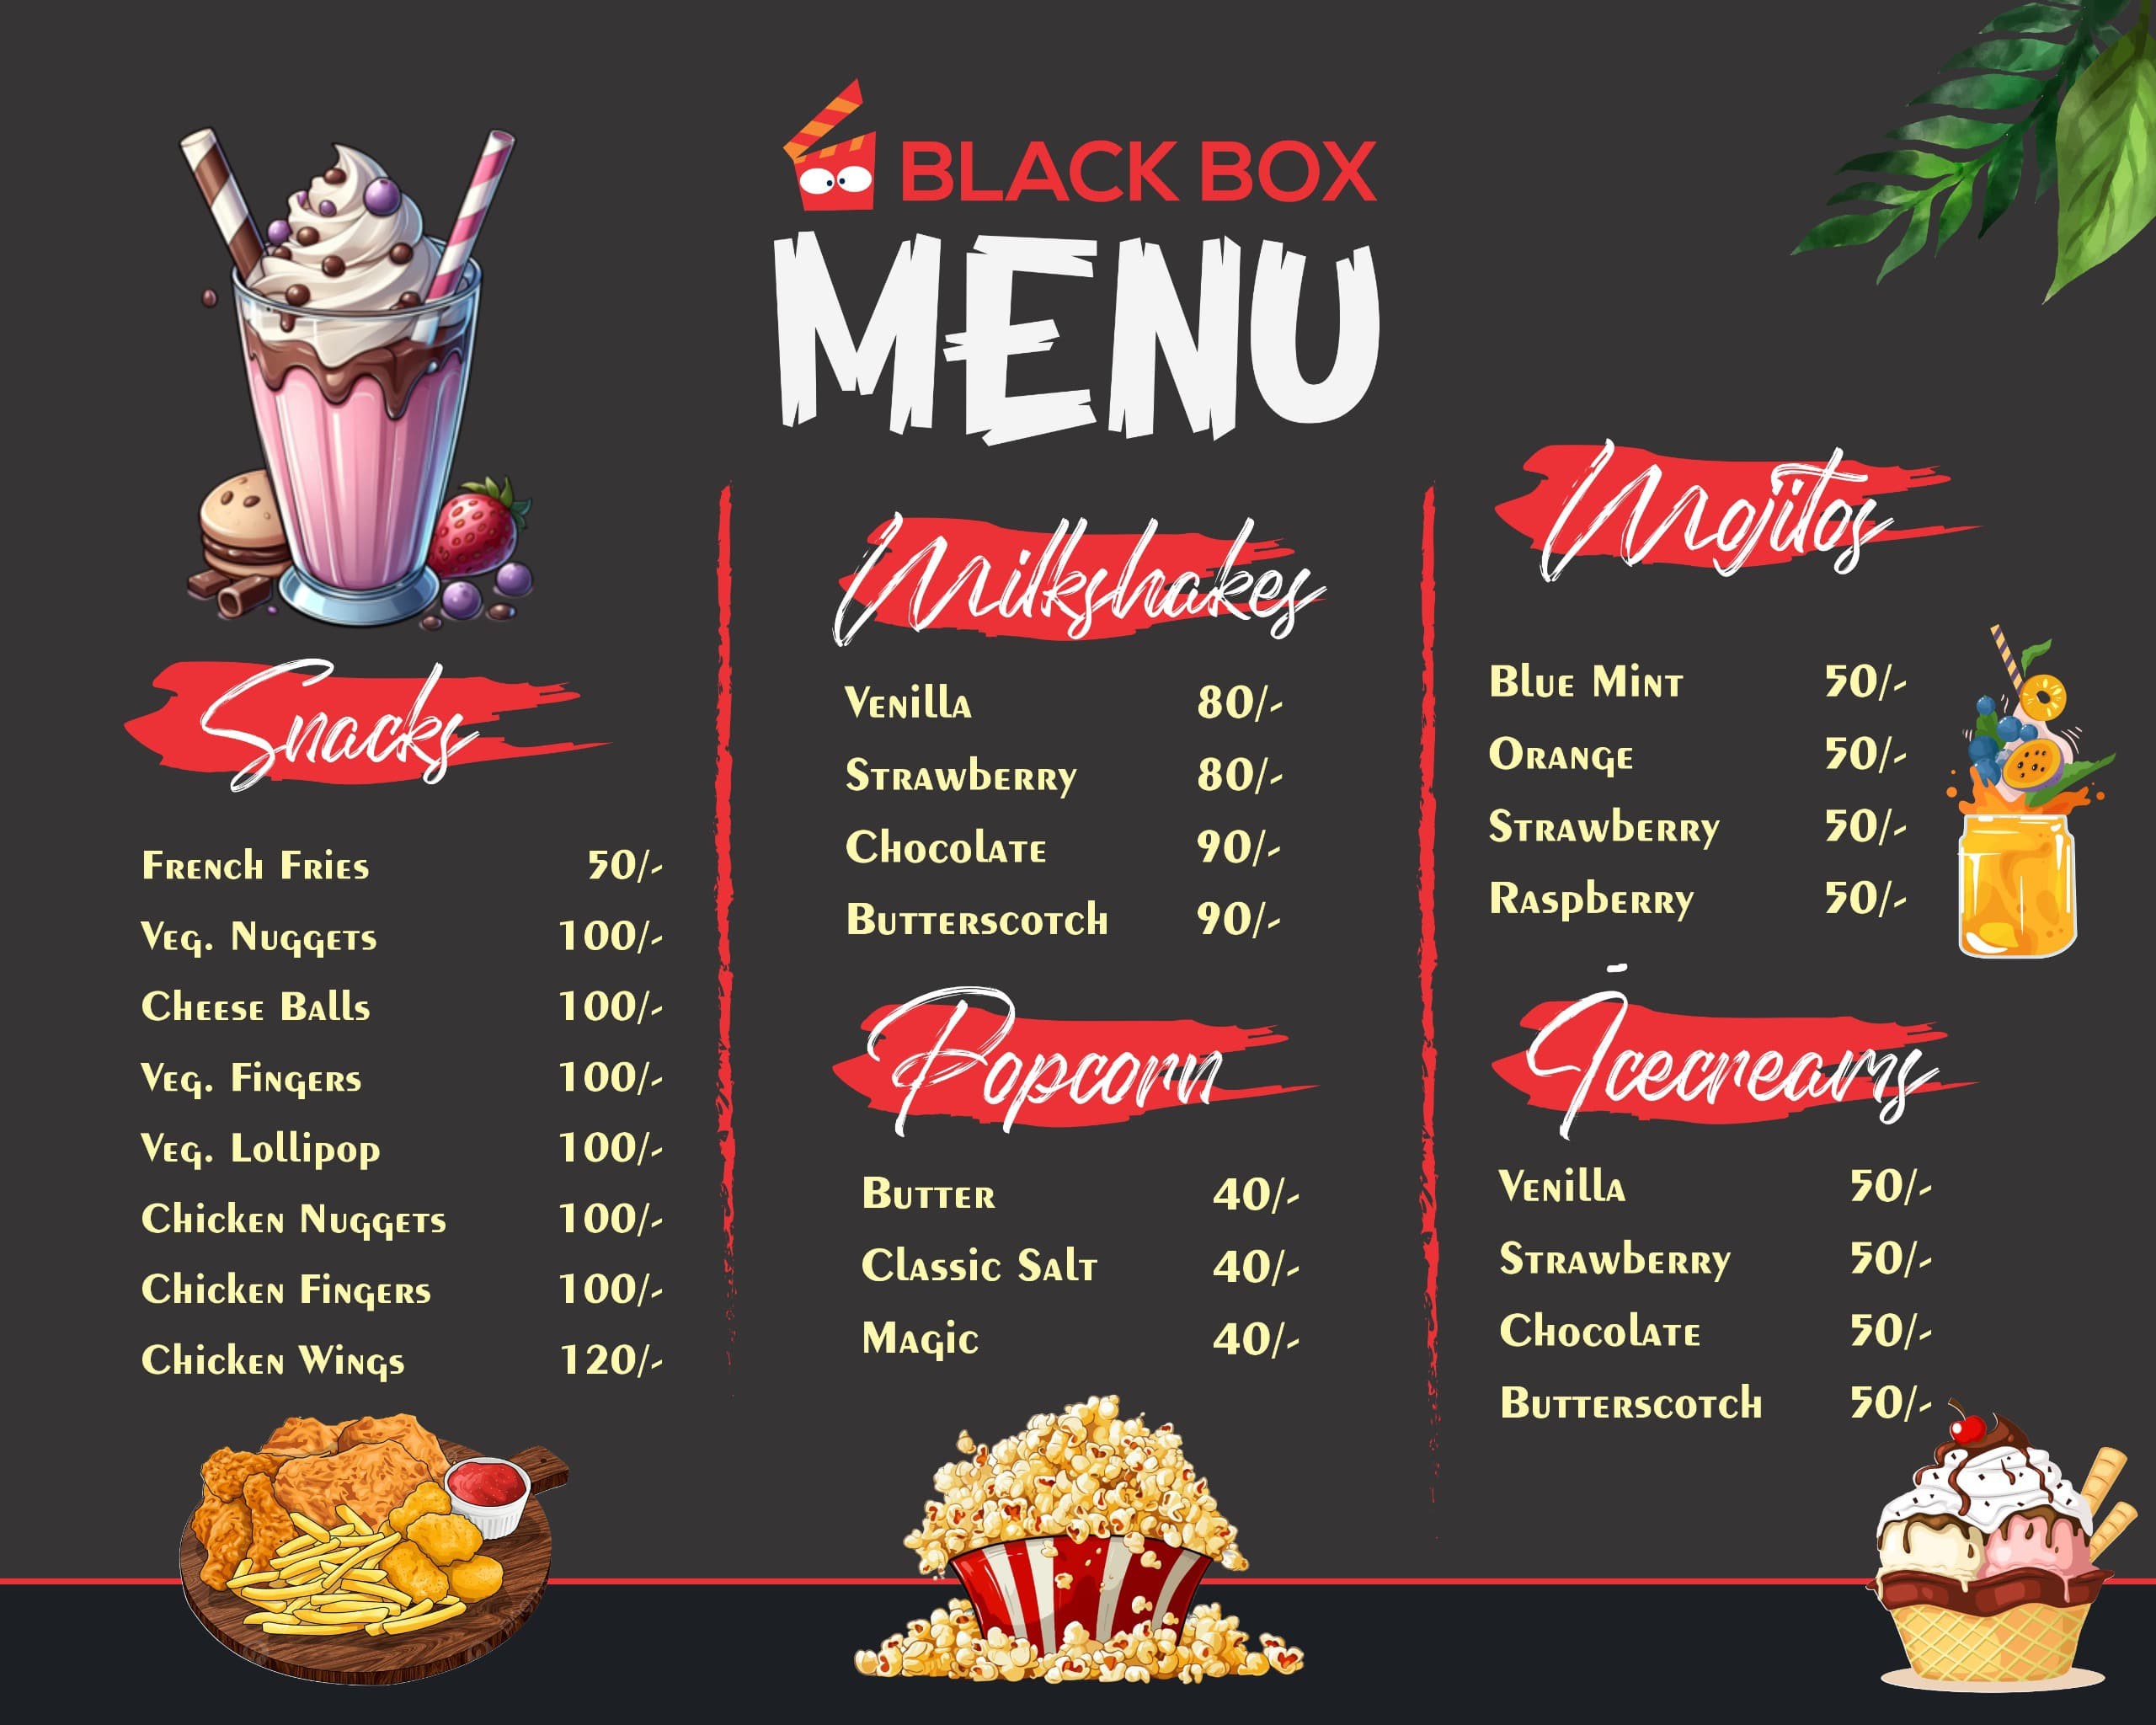 BLACK BOX
MENU
Snacks
French Fries 50/-
Veg. Nuggets 100/-
Cheese Balls 100/-
Veg. Fingers 100/-
Veg. Lollipop 100/-
Chicken Nuggets 100/-
Chicken Fingers 100/-
Chicken Wings 120/-
Milkshakes
Venilla 80/-
Strawberry 80/-
Chocolate 90/-
Butterscotch 90/-
Popcorn
Butter 40/-
Classic Salt 40/-
Magic 40/-
Mojitos
Blue Mint 50/-
Orange 50/-
Strawberry 50/-
Raspberry 50/-
Icecreams
Venilla 50/-
Strawberry 50/-
Chocolate 50/-
Butterscotch 50/-